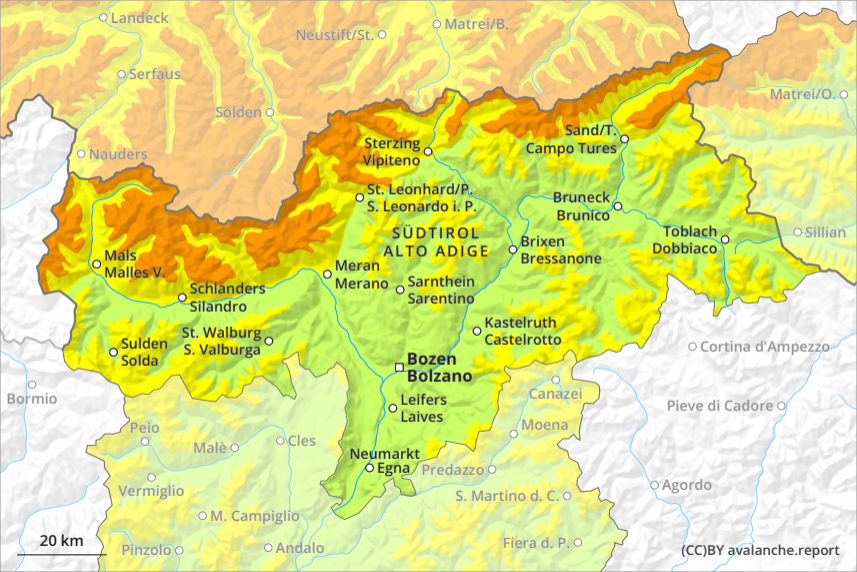 Landeck
Matrei/B.
Neustift/St.
Serfaus
Matrei/O.
Sölden
Sand/T.
Campo Tures
Sterzing
Vipiteno
Nauders
St. Leonhard/P.
S. Leonardo i. P.
Bruneck
Brunico
SÜDTIROL
ALTO ADIGE
Toblach
Dobbiaco
Sillian
Brixen
Bressanone
Mals
Malles V.
Meran
Merano
Schlanders
Silandro
Sarnthein
Sarentino
Kastelruth
Castelrotto
St. Walburg
S. Valburga
Sulden
Solda
Cortina d'Ampezzo
Bozen
Bolzano
Bormio
Canazei
Leifers
Laives
Pieve di Cadore
Moena
Peio
Cles
Malè
Neumarkt
Egna
Predazzo
Vermiglio
Agordo
S. Martino d. C.
M. Campiglio
20 km
Pinzolo
Andalo
Fiera d. P.
(CC)BY avalanche.report